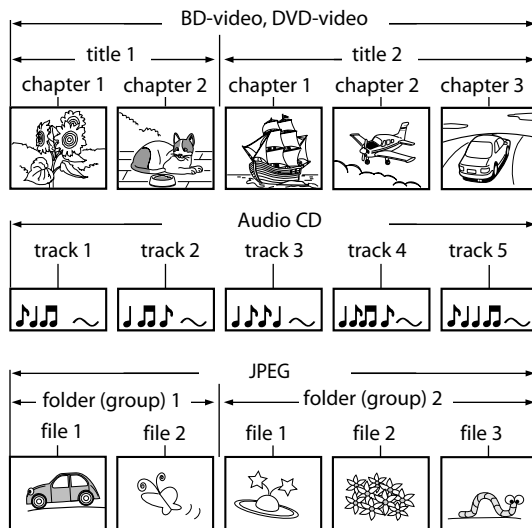 BD-video, DVD-video
title 1 title 2
chapter 1 chapter 2 chapter 1 chapter 2 chapter 3
Audio CD
track 1 track 2 track 3 track 4 track 5
JPEG
folder (group) 1 folder (group) 2
file 1 file 2 file 1 file 2 file 3